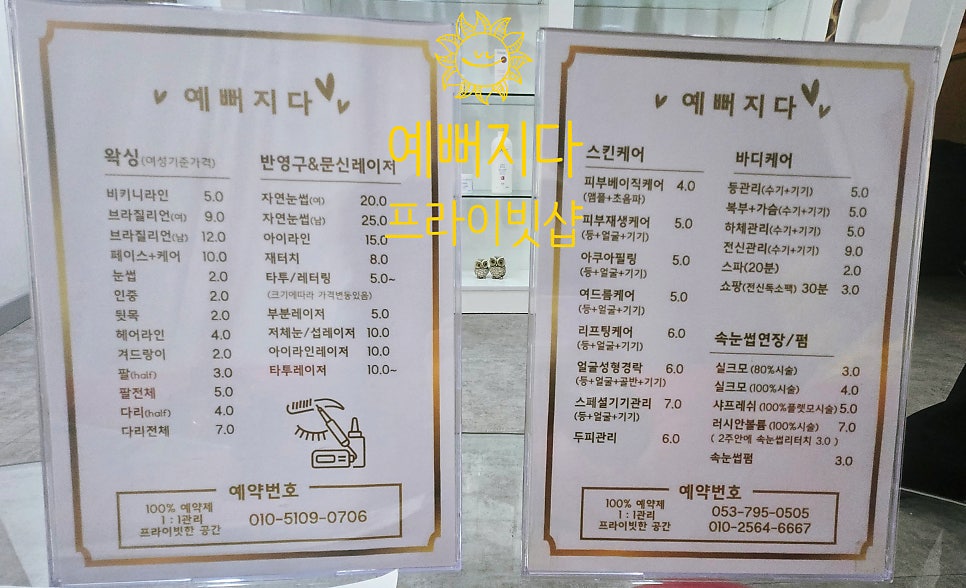 예뻐지다
프라이빗샵
예뻐지다
왁싱(여성기준가격)
비키니라인 5.0
브라질리언(여) 9.0
브라질리언(남) 12.0
페이스+케어 10.0
눈썹 2.0
인중 2.0
뒷목 2.0
헤어라인 4.0
겨드랑이 2.0
팔(half) 3.0
팔전체 5.0
다리(half) 4.0
다리전체 7.0
반영구&문신레이저
자연눈썹(여) 20.0
자연눈썹(남) 25.0
아이라인 15.0
재터치 8.0
타투/레터링 5.0~
(크기에따라 가격변동있음)
부분레이저 5.0
저체눈/섭레이저 10.0
아이라인레이저 10.0
타투레이저 10.0~
예약번호
100% 예약제
1 : 1관리
프라이빗한 공간
010-5109-0706
예뻐지다
스킨케어
피부베이직케어 4.0
(앰플+초음파)
피부재생케어 5.0
(등+얼굴+기기)
아쿠아필링 5.0
(등+얼굴+기기)
여드름케어 5.0
(등+얼굴+기기)
리프팅케어 6.0
(등+얼굴+기기)
얼굴성형경락 6.0
(등+얼굴+골반+기기)
스페셜기기관리 7.0
(등+얼굴+기기)
두피관리 6.0
바디케어
등관리(수기+기기) 5.0
복부+가슴(수기+기기) 5.0
하체관리(수기+기기) 5.0
전신관리(수기+기기) 9.0
스파(20분) 2.0
쇼팡(전신독소팩) 30분 3.0
속눈썹연장/펌
실크모 (80%시술) 3.0
실크모 (100%시술) 4.0
샤프레쉬 (100%플랫모시술) 5.0
러시안볼륨 (100%시술) 7.0
( 2주안에 속눈썹리터치 3.0 )
속눈썹펌 3.0
예약번호
100% 예약제
1 : 1관리
프라이빗한 공간
053-795-0505
010-2564-6667